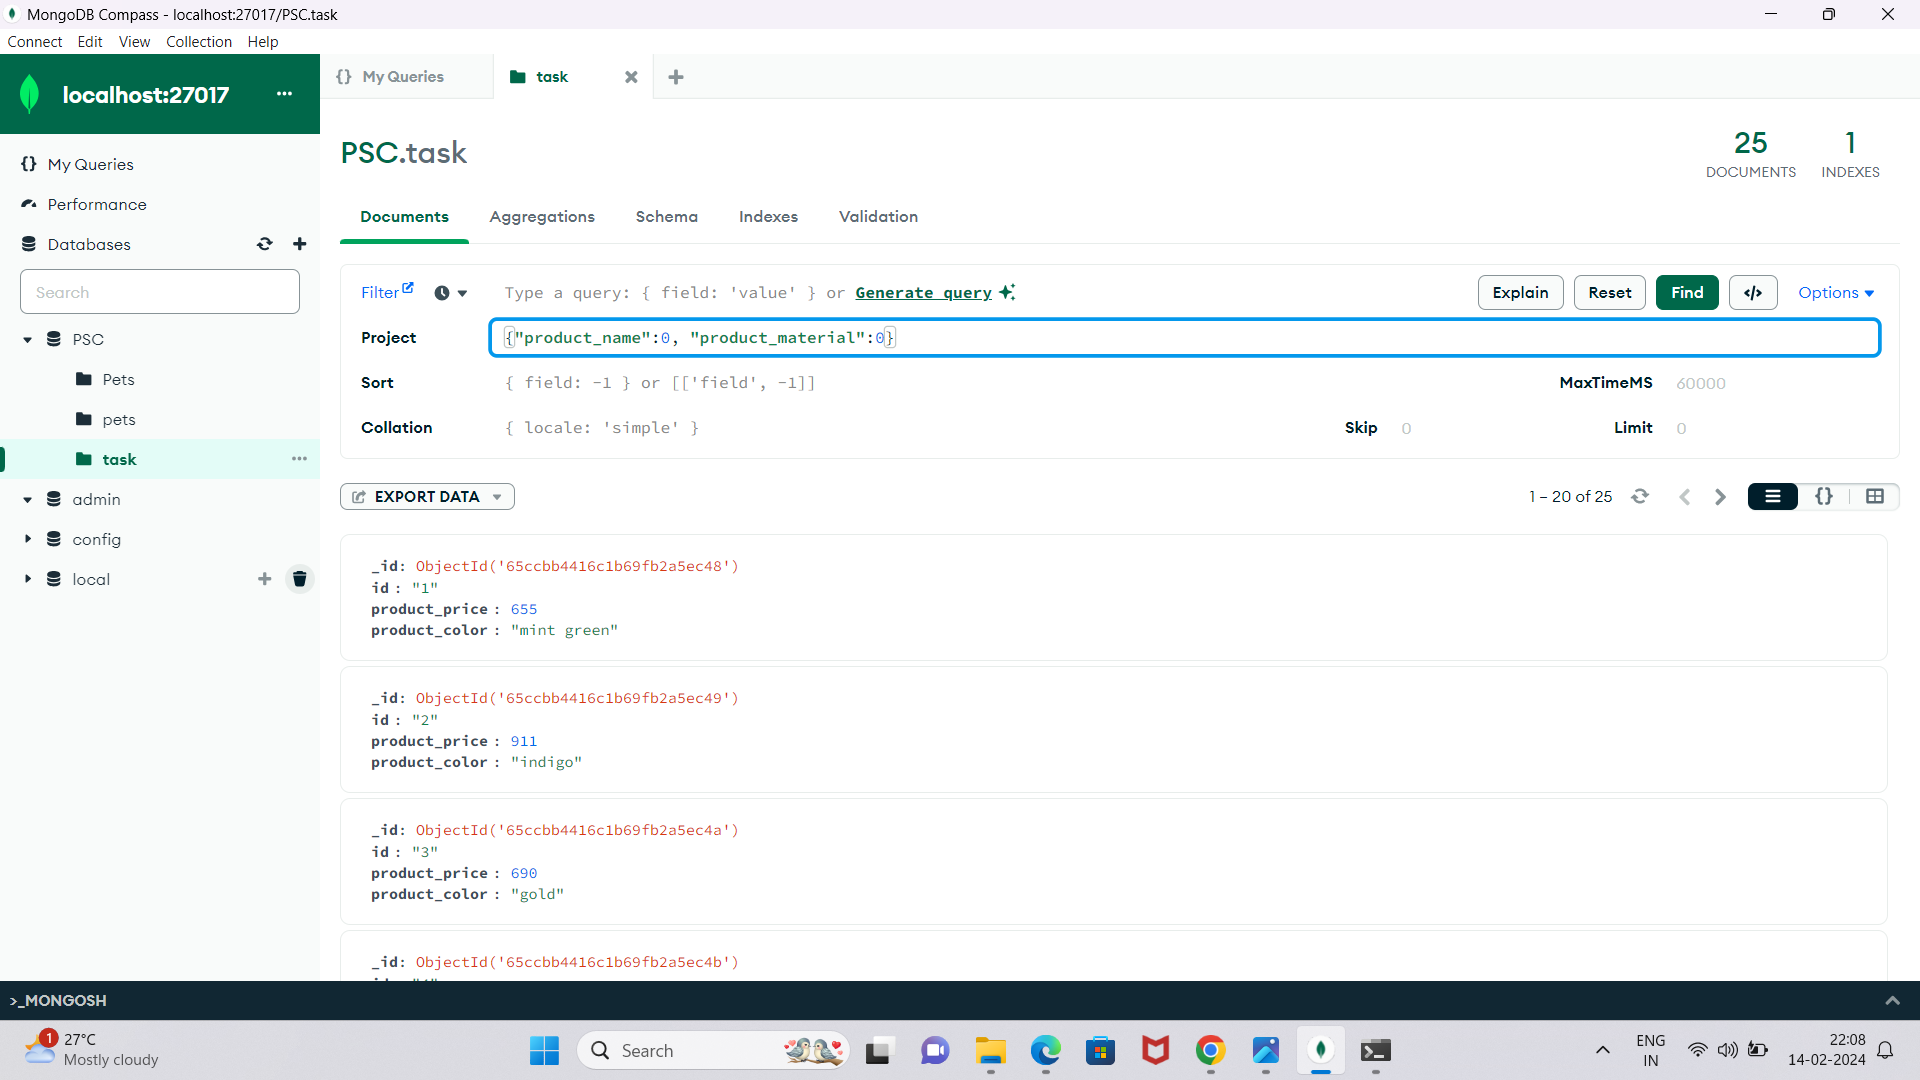 MongoDB Compass - localhost:27017/PSC.task
Connect Edit View Collection Help
localhost:27017 ...
{} My Queries
task
My Queries
Performance
Databases
Search
PSC
Pets
pets
task
admin
config
local
PSC.task
25
DOCUMENTS
1
INDEXES
Documents Aggregations Schema Indexes Validation
Filter
Type a query: { field: 'value' } or Generate query
Explain Reset Find </> Options
Project
{"product_name":0, "product_material":0}
Sort
{ field: -1 } or [['field', -1]]
MaxTimeMS 60000
Collation
{ locale: 'simple' }
Skip 0
Limit 0
EXPORT DATA
1 – 20 of 25
{}
_id: ObjectId('65ccbb4416c1b69fb2a5ec48')
id : "1"
product_price : 655
product_color : "mint green"
_id: ObjectId('65ccbb4416c1b69fb2a5ec49')
id : "2"
product_price : 911
product_color : "indigo"
_id: ObjectId('65ccbb4416c1b69fb2a5ec4a')
id : "3"
product_price : 690
product_color : "gold"
_id: ObjectId('65ccbb4416c1b69fb2a5ec4b')
>_MONGOSH
1
27°C
Mostly cloudy
Search
ENG
IN
22:08
14-02-2024